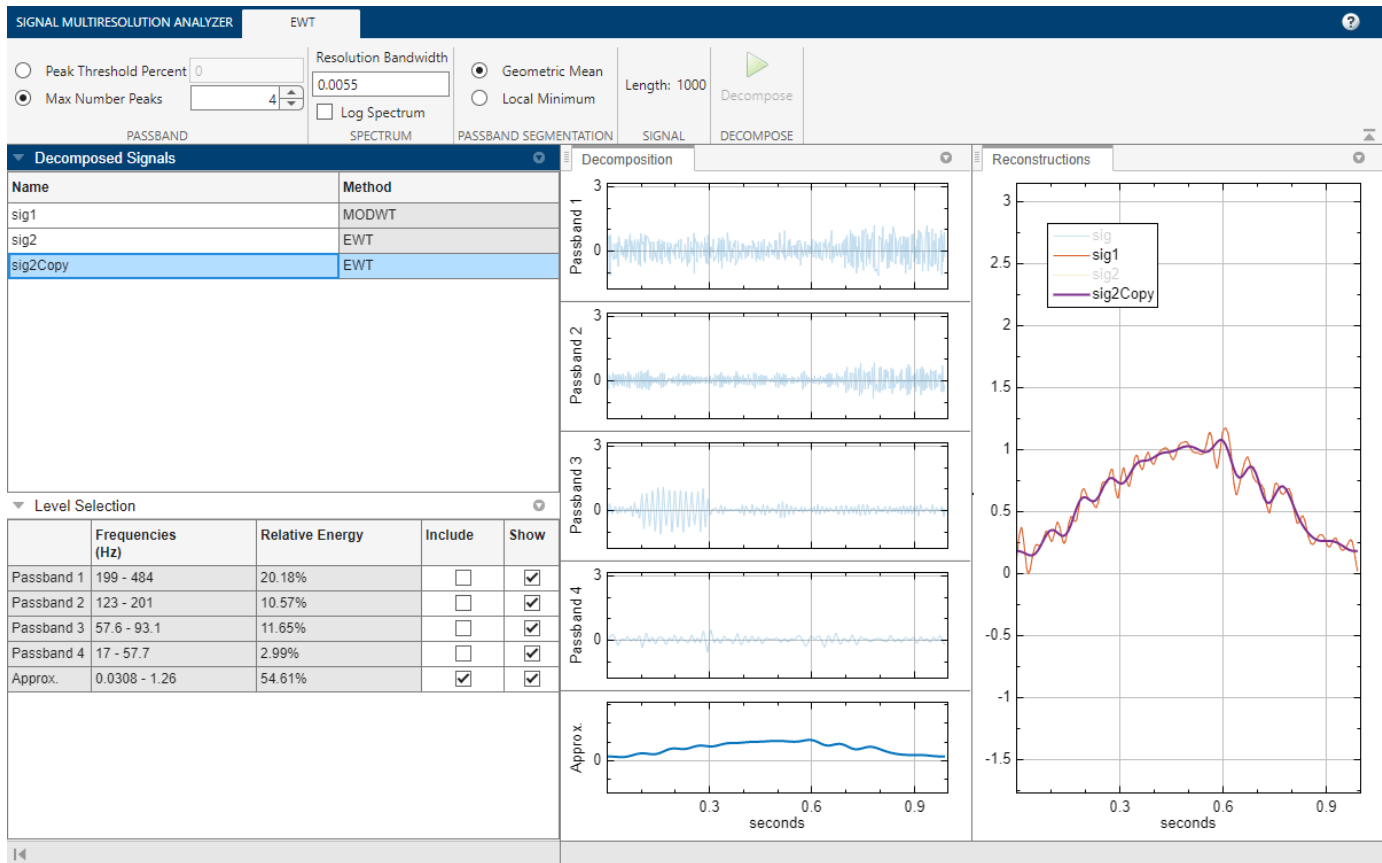 SIGNAL MULTIRESOLUTION ANALYZER EWT ?
Peak Threshold Percent 0
Max Number Peaks 4
PASSBAND
Resolution Bandwidth
0.0055
Log Spectrum
SPECTRUM
Geometric Mean
Local Minimum
PASSBAND SEGMENTATION
Length: 1000
SIGNAL
Decompose
DECOMPOSE
Decomposed Signals
Name Method
sig1 MODWT
sig2 EWT
sig2Copy EWT
Level Selection
Frequencies (Hz) Relative Energy Include Show
Passband 1 199 - 484 20.18%
Passband 2 123 - 201 10.57%
Passband 3 57.6 - 93.1 11.65%
Passband 4 17 - 57.7 2.99%
Approx. 0.0308 - 1.26 54.61%
Decomposition
Passband 1
3
0
Passband 2
3
0
Passband 3
3
0
Passband 4
3
0
Approx.
0
0.3 0.6 0.9
seconds
Reconstructions
sig
sig1
sig2
sig2Copy
3
2.5
2
1.5
1
0.5
0
-0.5
-1
-1.5
0.3 0.6 0.9
seconds